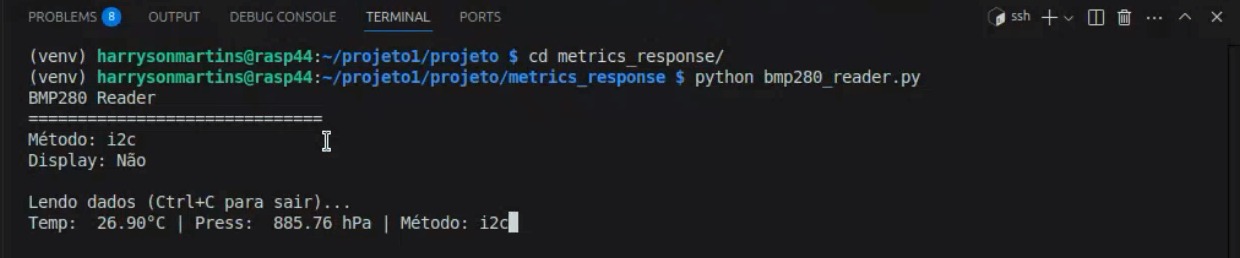 PROBLEMS 8 OUTPUT DEBUG CONSOLE TERMINAL PORTS ssh
(venv) harrysonmartins@rasp44:~/projeto1/projeto $ cd metrics_response/
(venv) harrysonmartins@rasp44:~/projeto1/projeto/metrics_response $ python bmp280_reader.py
BMP280 Reader
==============================
Método: i2c
Display: Não
Lendo dados (Ctrl+C para sair)...
Temp:  26.90°C | Press:  885.76 hPa | Método: i2c